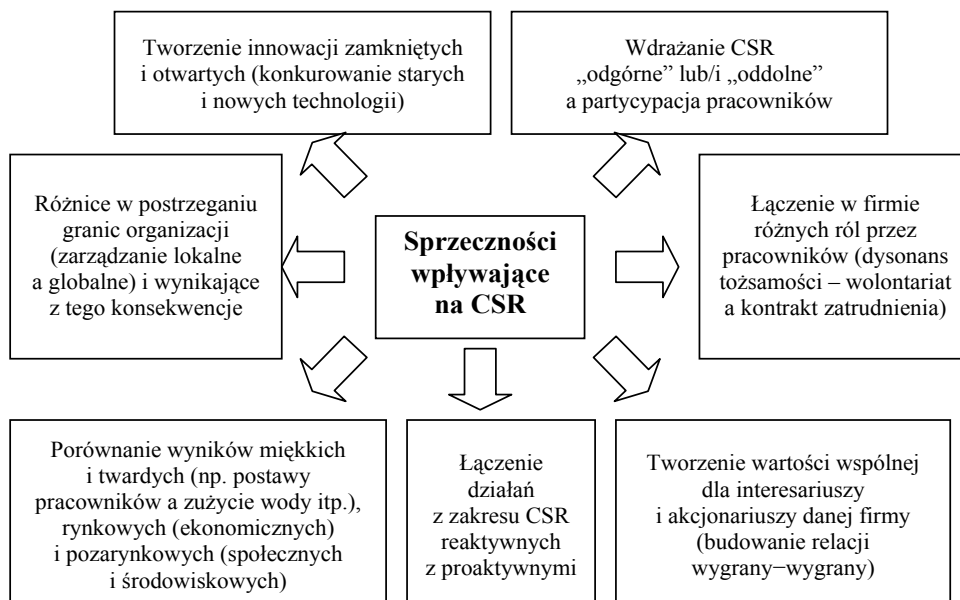 Tworzenie innowacji zamkniętych
i otwartych (konkurowanie starych
i nowych technologii)
Wdrażanie CSR
„odgórne” lub/i „oddolne”
a partycypacja pracowników
Różnice w postrzeganiu
granic organizacji
(zarządzanie lokalne
a globalne) i wynikające
z tego konsekwencje
Sprzeczności
wpływające
na CSR
Łączenie w firmie
różnych ról przez
pracowników (dysonans
tożsamości – wolontariat
a kontrakt zatrudnienia)
Porównanie wyników miękkich
i twardych (np. postawy
pracowników a zużycie wody itp.),
rynkowych (ekonomicznych)
i pozarynkowych (społecznych
i środowiskowych)
Łączenie
działań
z zakresu CSR
reaktywnych
z proaktywnymi
Tworzenie wartości wspólnej
dla interesariuszy
i akcjonariuszy danej firmy
(budowanie relacji
wygrany−wygrany)